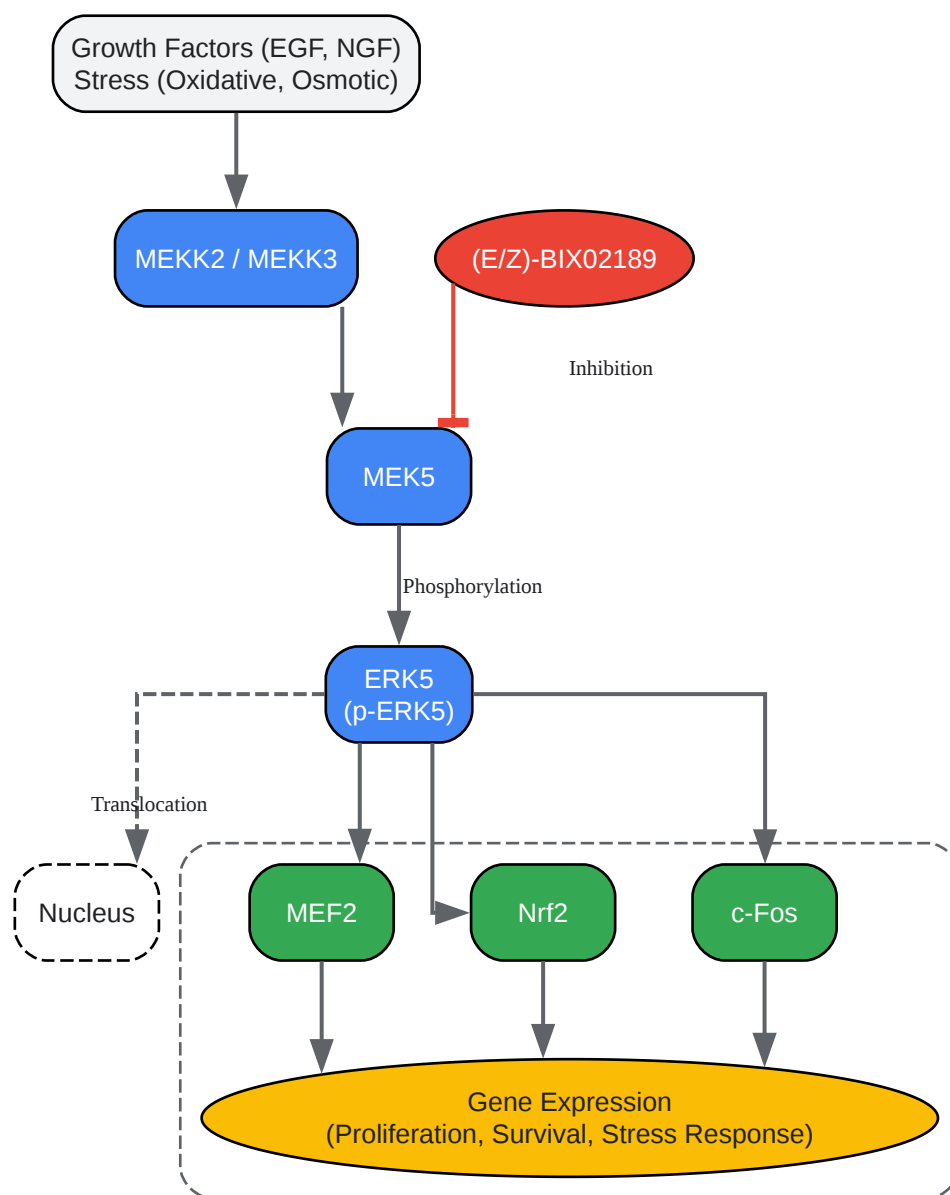 Growth Factors (EGF, NGF)
Stress (Oxidative, Osmotic)
MEKK2 / MEKK3
(E/Z)-BIX02189
Inhibition
MEK5
Phosphorylation
ERK5
(p-ERK5)
Translocation
Nucleus
MEF2
Nrf2
c-Fos
Gene Expression
(Proliferation, Survival, Stress Response)